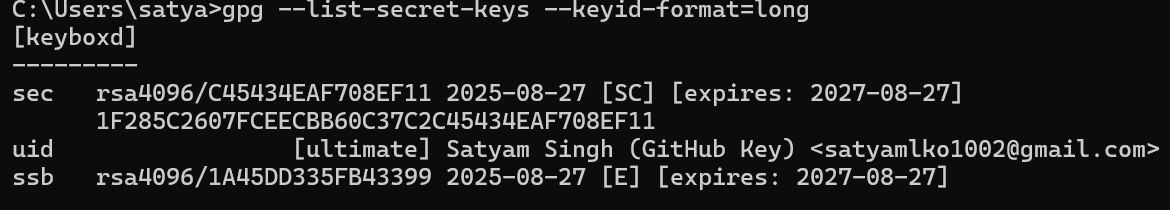 C:\Users\satya>gpg --list-secret-keys --keyid-format=long
[keyboxd]
---------
sec   rsa4096/C45434EAF708EF11 2025-08-27 [SC] [expires: 2027-08-27]
      1F285C2607FCEECBB60C37C2C45434EAF708EF11
uid                 [ultimate] Satyam Singh (GitHub Key) <satyamlko1002@gmail.com>
ssb   rsa4096/1A45DD335FB43399 2025-08-27 [E] [expires: 2027-08-27]